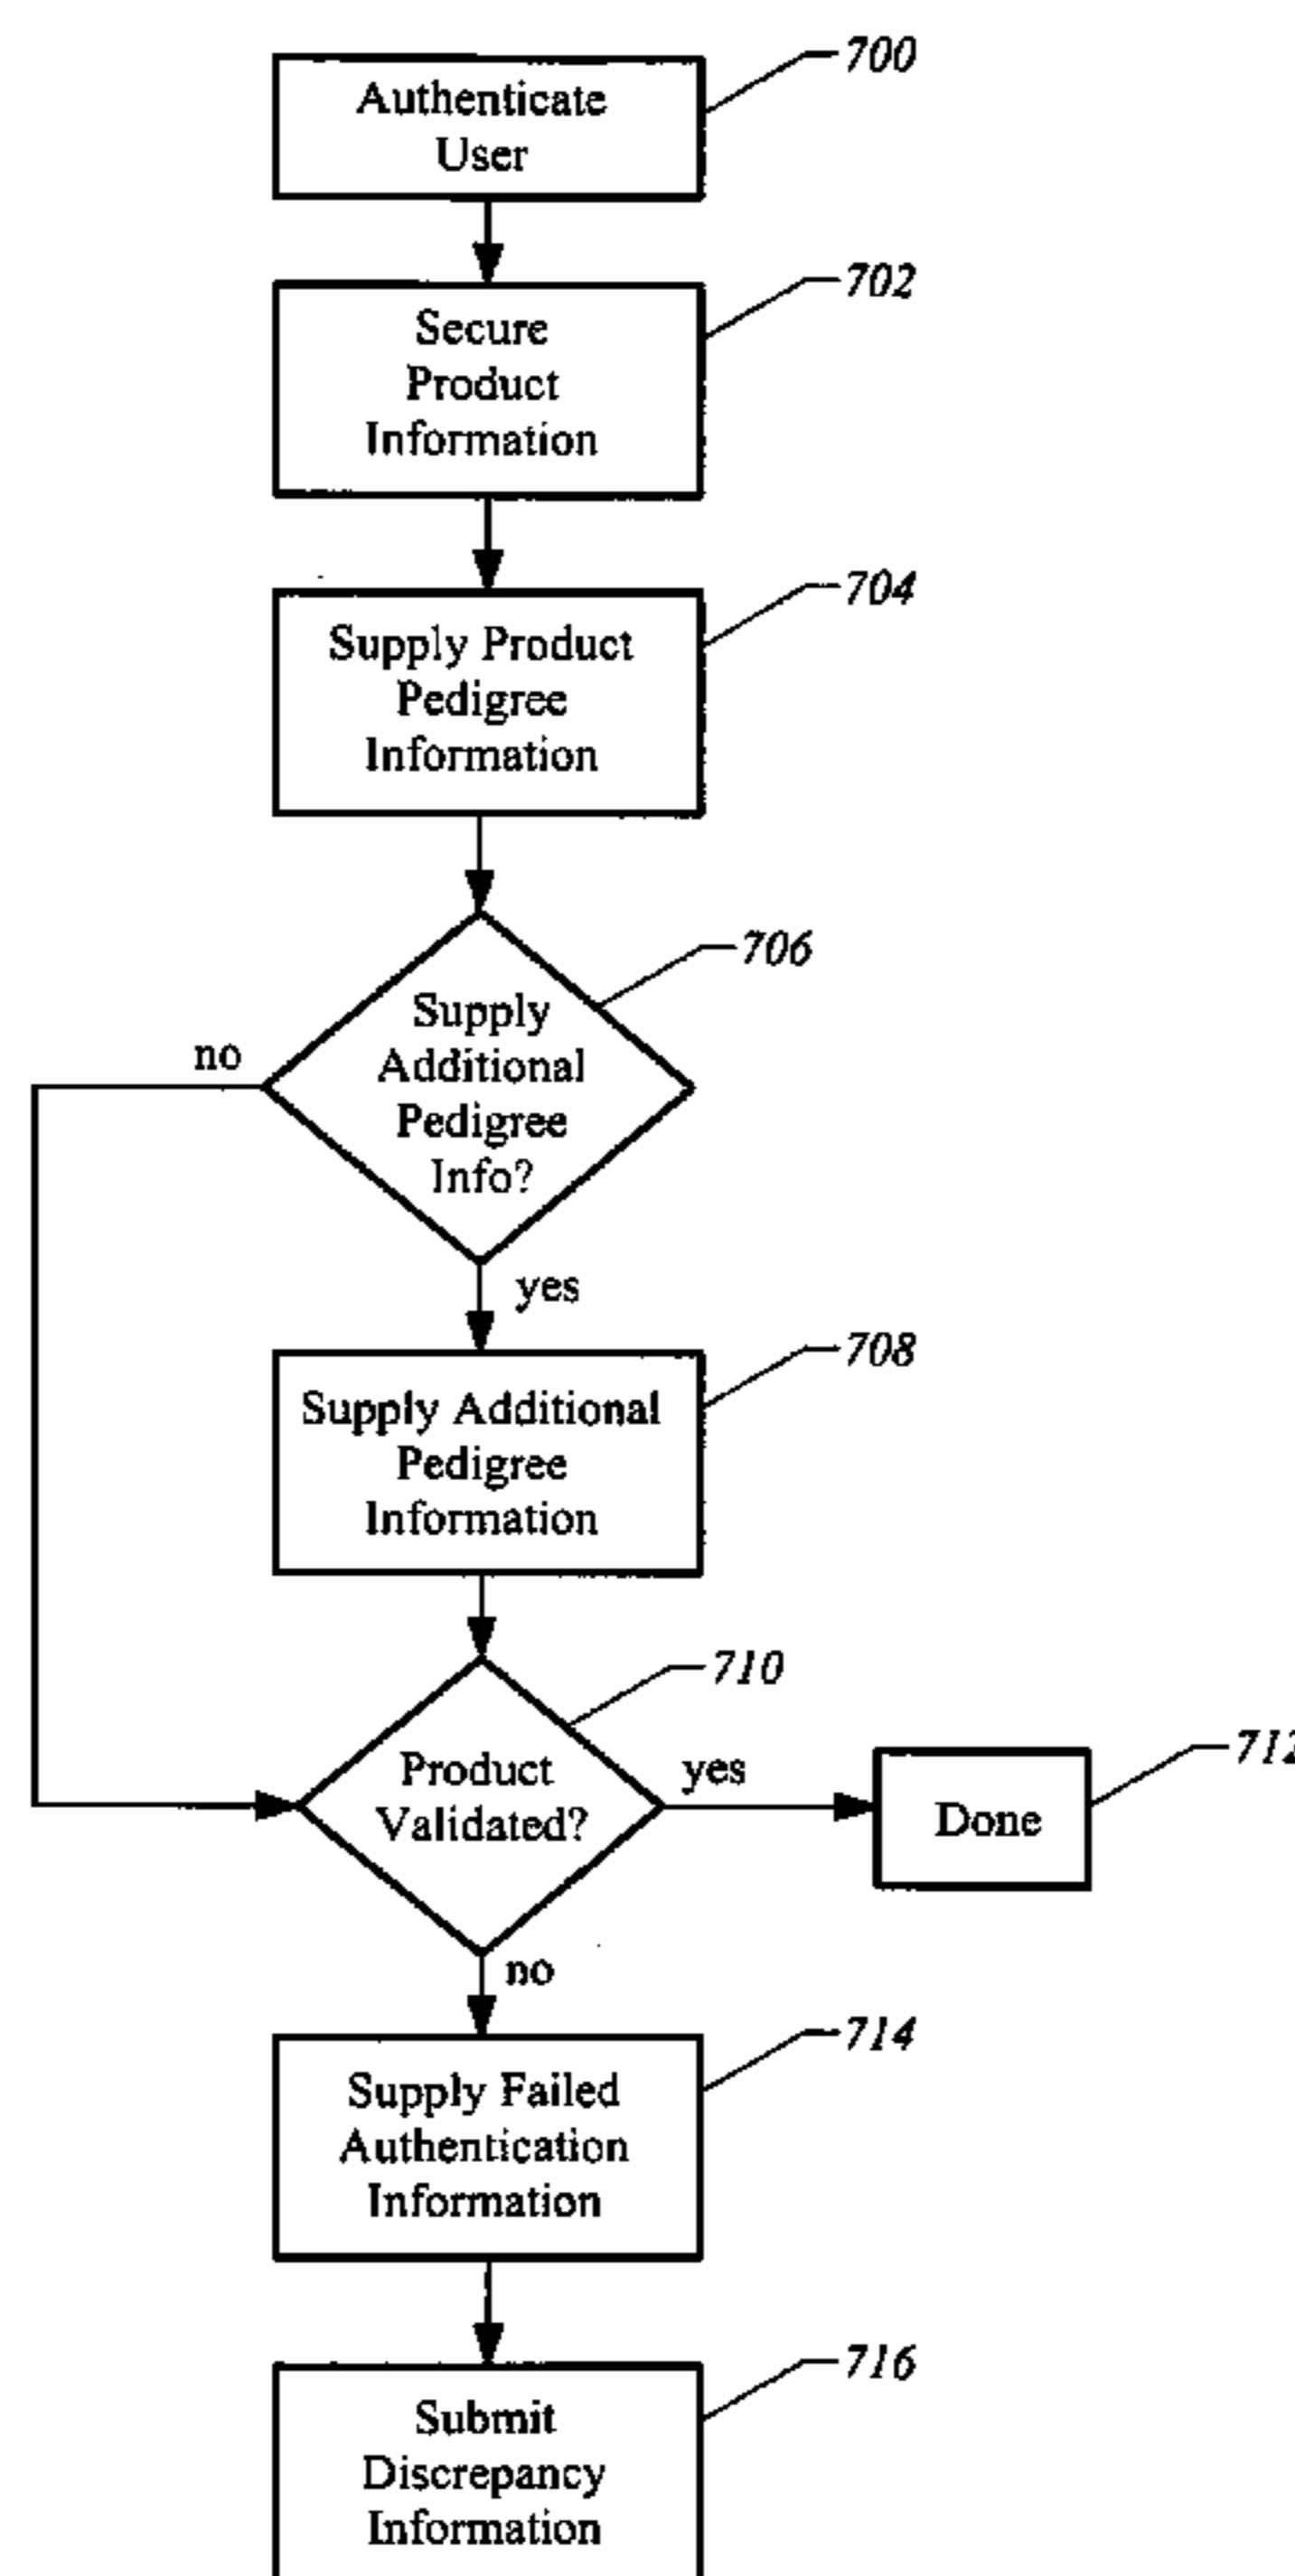 700
Authenticate
User
702
Secure
Product
Information
704
Supply Product
Pedigree
Information
706
Supply
Additional
Pedigree
Info?
no
yes
708
Supply Additional
Pedigree
Information
710
Product
Validated?
yes
712
Done
no
714
Supply Failed
Authentication
Information
716
Submit
Discrepancy
Information